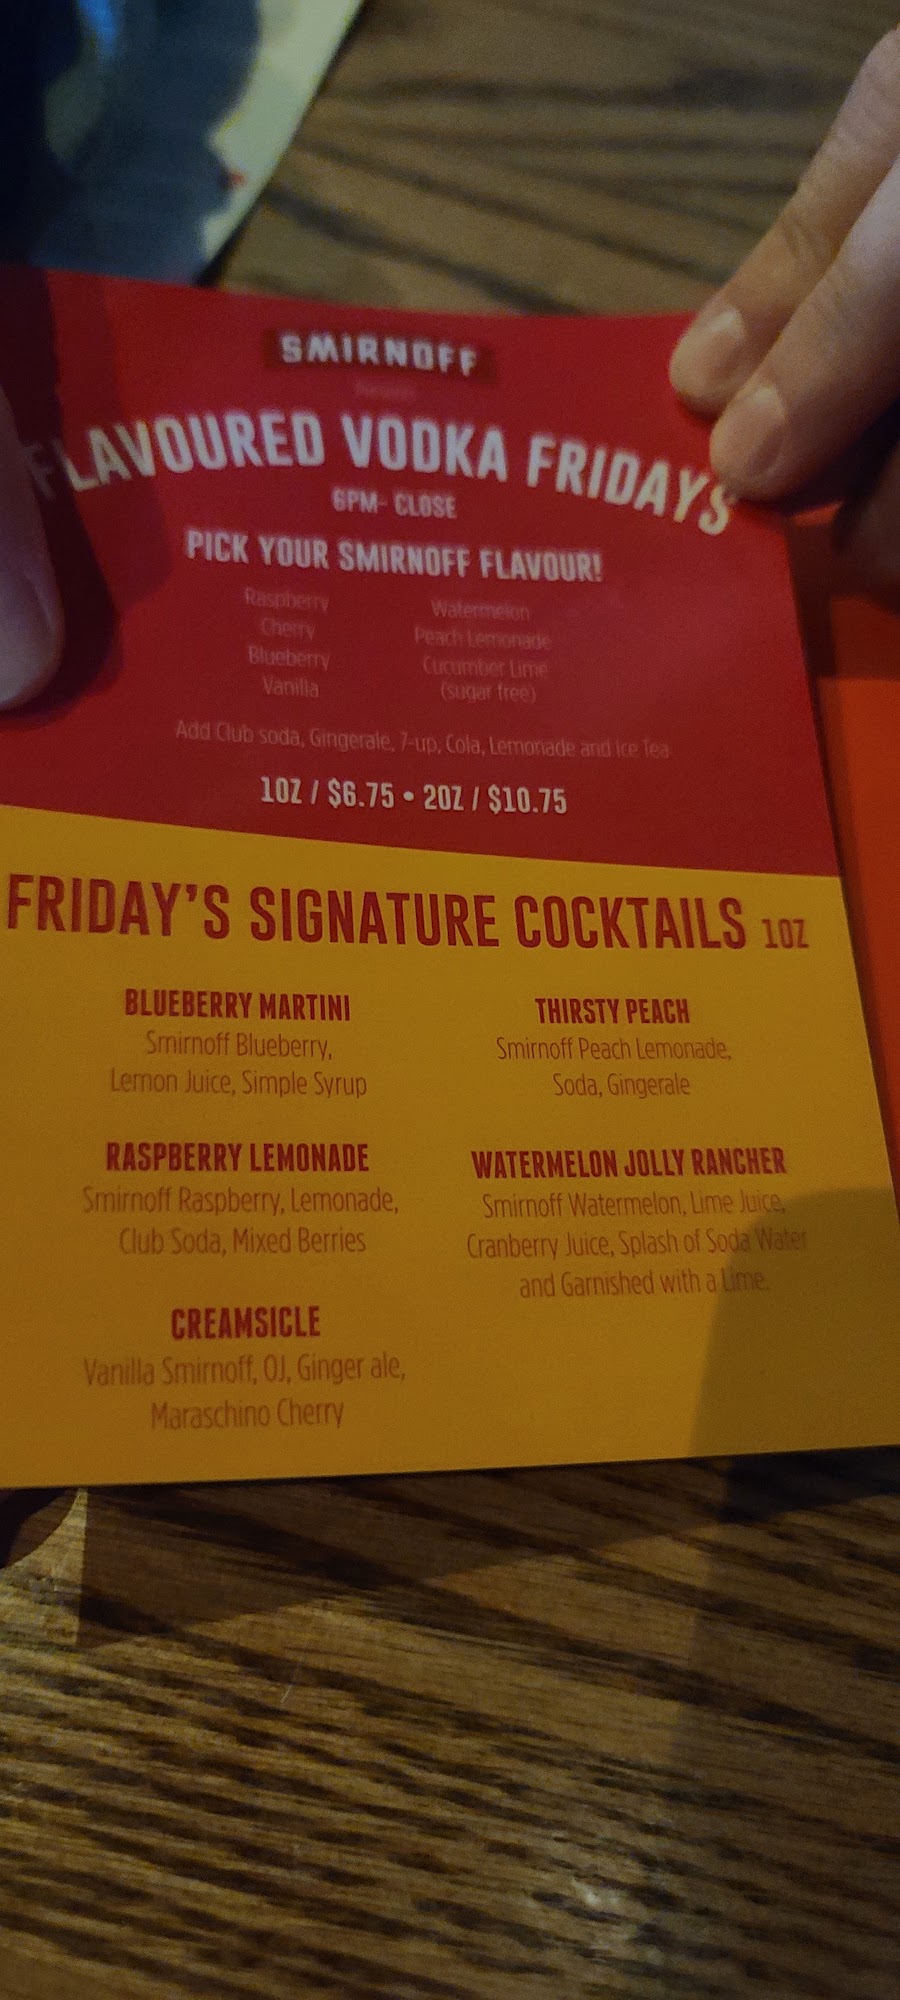 SMIRNOFF
FLAVOURED VODKA FRIDAYS
6PM- CLOSE
PICK YOUR SMIRNOFF FLAVOUR!
Raspberry
Cherry
Blueberry
Vanilla
Watermelon
Peach Lemonade
Cucumber Lime
(sugar free)
Add Club soda, Gingerale, 7-up, Cola, Lemonade and Ice Tea
1OZ / $6.75 • 2OZ / $10.75
FRIDAY'S SIGNATURE COCKTAILS 1OZ
BLUEBERRY MARTINI
Smirnoff Blueberry,
Lemon Juice, Simple Syrup
RASPBERRY LEMONADE
Smirnoff Raspberry, Lemonade,
Club Soda, Mixed Berries
CREAMSICLE
Vanilla Smirnoff, OJ, Ginger ale,
Maraschino Cherry
THIRSTY PEACH
Smirnoff Peach Lemonade,
Soda, Gingerale
WATERMELON JOLLY RANCHER
Smirnoff Watermelon, Lime Juice,
Cranberry Juice, Splash of Soda Water
and Garnished with a Lime.